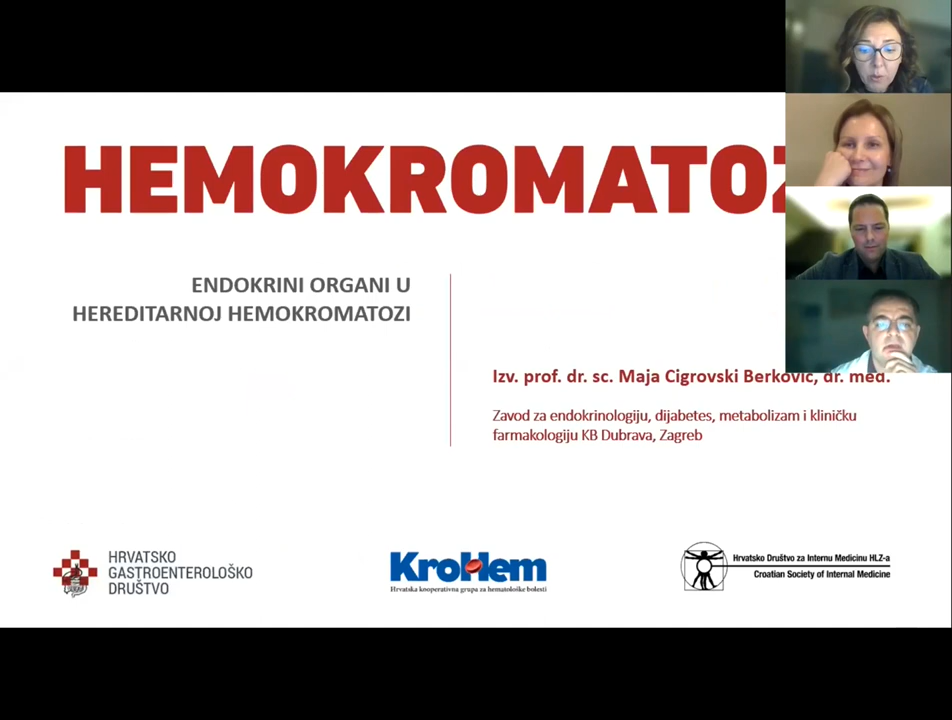 HEMOKROMATOZ
ENDOKRINI ORGANI U
HEREDITARNOJ HEMOKROMATOZI
Izv. prof. dr. sc. Maja Cigrovski Berković, dr. med.
Zavod za endokrinologiju, dijabetes, metabolizam i kliničku
farmakologiju KB Dubrava, Zagreb
HRVATSKO
GASTROENTEROLOŠKO
DRUŠTVO
KroHem
Hrvatska kooperativna grupa za hematološke bolesti
Hrvatsko Društvo za Internu Medicinu HLZ-a
Croatian Society of Internal Medicine